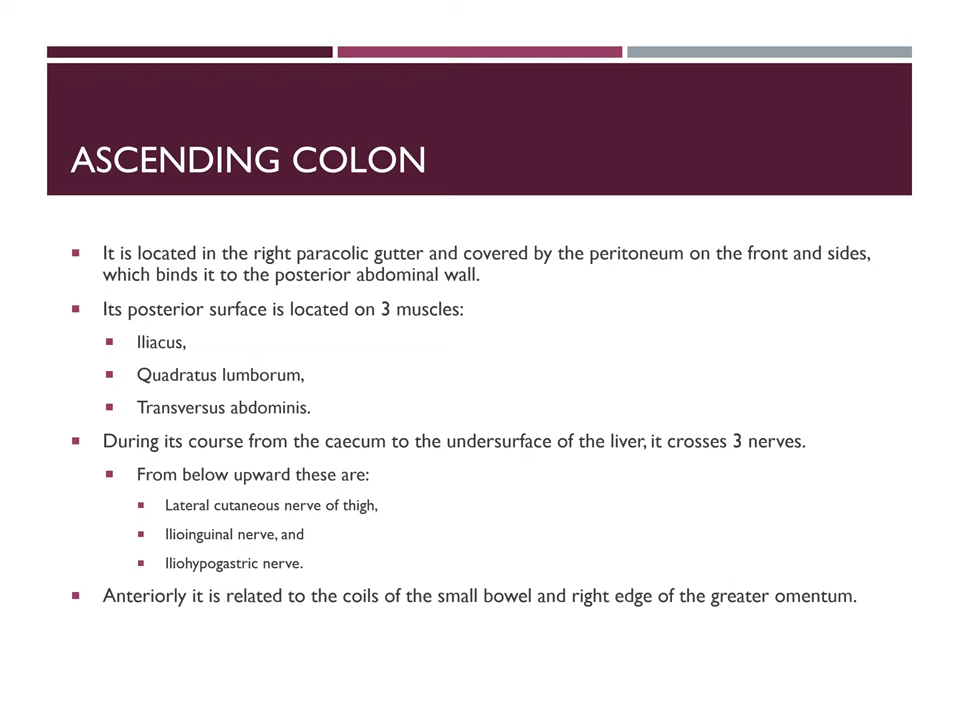 ASCENDING COLON
It is located in the right paracolic gutter and covered by the peritoneum on the front and sides,
which binds it to the posterior abdominal wall.
Its posterior surface is located on 3 muscles:
Iliacus,
Quadratus lumborum,
Transversus abdominis.
During its course from the caecum to the undersurface of the liver, it crosses 3 nerves.
From below upward these are:
Lateral cutaneous nerve of thigh,
Ilioinguinal nerve, and
Iliohypogastric nerve.
Anteriorly it is related to the coils of the small bowel and right edge of the greater omentum.